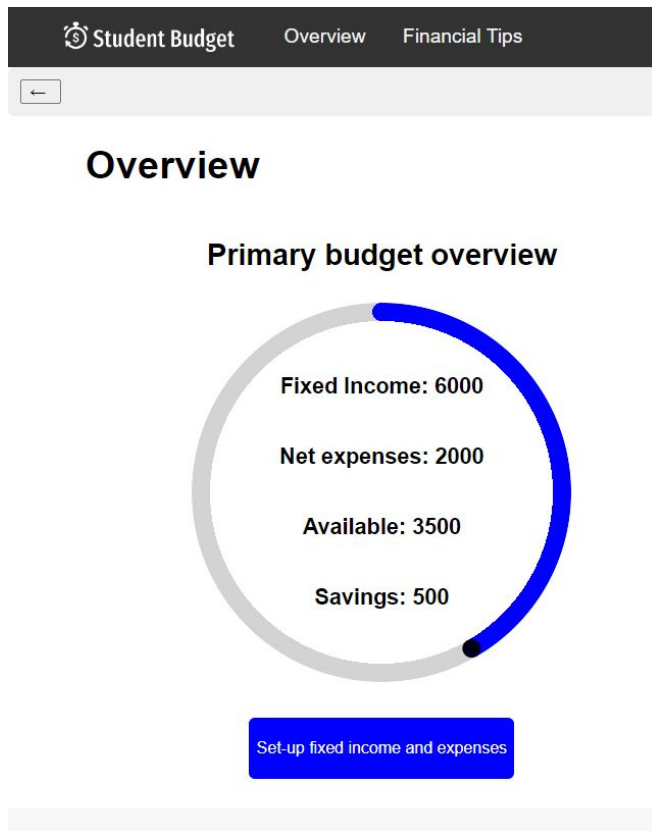 Student Budget Overview Financial Tips
←
Overview
Primary budget overview
Fixed Income: 6000
Net expenses: 2000
Available: 3500
Savings: 500
Set-up fixed income and expenses